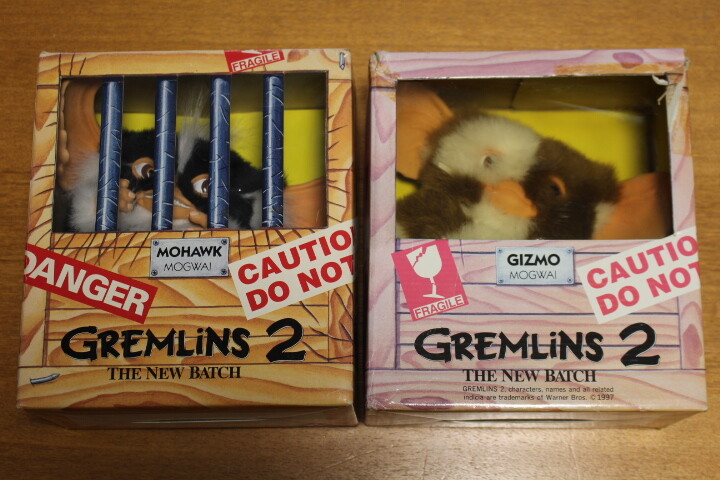 FRAGILE
MOHAWK
MOGWAI
DANGER
CAUTIO
DO NOT
GREMLiNS 2
THE NEW BATCH
GIZMO
MOGWAI
FRAGILE
CAUTIO
DO NOT
GREMLiNS 2
THE NEW BATCH
GREMLINS 2, characters, names and all related
indicia are trademarks of Warner Bros. © 1997